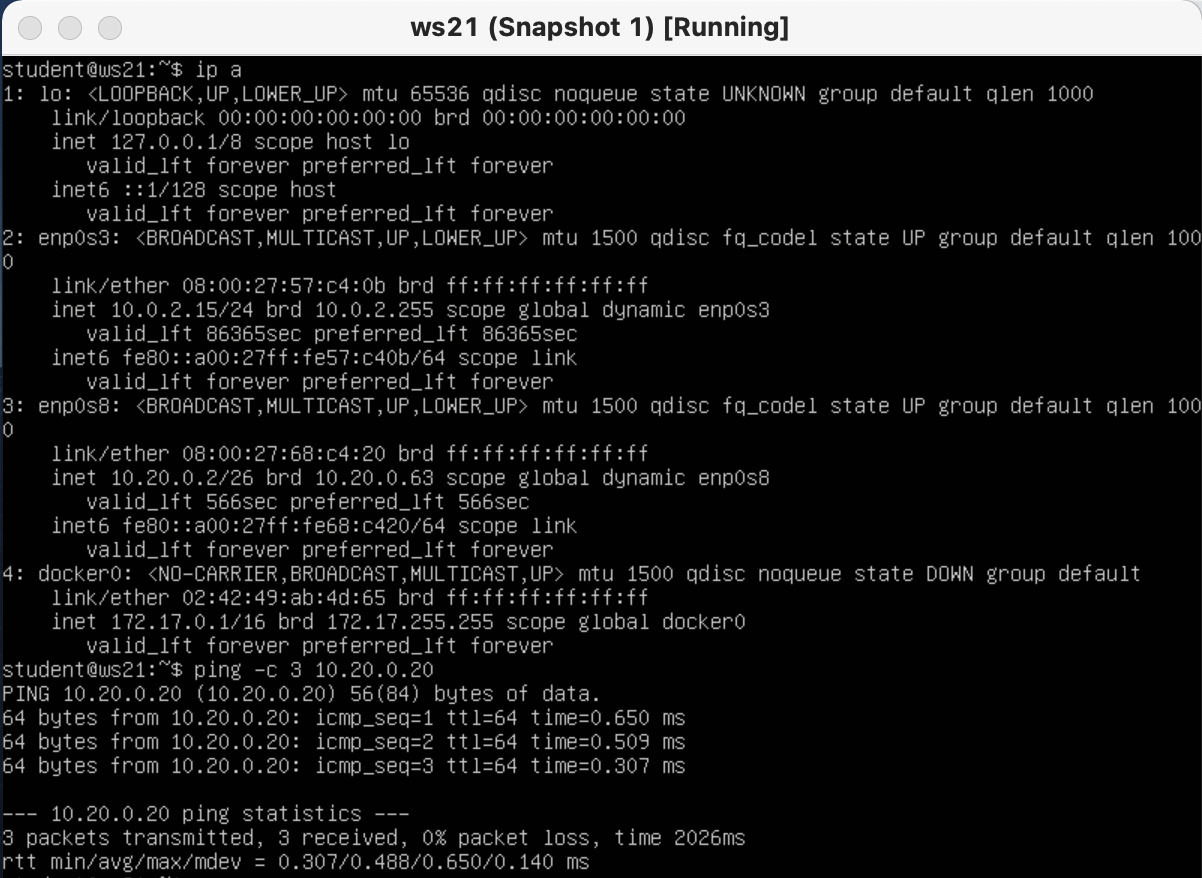 ws21 (Snapshot 1) [Running]
student@ws21:~$ ip a
1: lo: <LOOPBACK,UP,LOWER_UP> mtu 65536 qdisc noqueue state UNKNOWN group default qlen 1000
    link/loopback 00:00:00:00:00:00 brd 00:00:00:00:00:00
    inet 127.0.0.1/8 scope host lo
       valid_lft forever preferred_lft forever
    inet6 ::1/128 scope host
       valid_lft forever preferred_lft forever
2: enp0s3: <BROADCAST,MULTICAST,UP,LOWER_UP> mtu 1500 qdisc fq_codel state UP group default qlen 100
0
    link/ether 08:00:27:57:c4:0b brd ff:ff:ff:ff:ff:ff
    inet 10.0.2.15/24 brd 10.0.2.255 scope global dynamic enp0s3
       valid_lft 86365sec preferred_lft 86365sec
    inet6 fe80::a00:27ff:fe57:c40b/64 scope link
       valid_lft forever preferred_lft forever
3: enp0s8: <BROADCAST,MULTICAST,UP,LOWER_UP> mtu 1500 qdisc fq_codel state UP group default qlen 100
0
    link/ether 08:00:27:68:c4:20 brd ff:ff:ff:ff:ff:ff
    inet 10.20.0.2/26 brd 10.20.0.63 scope global dynamic enp0s8
       valid_lft 566sec preferred_lft 566sec
    inet6 fe80::a00:27ff:fe68:c420/64 scope link
       valid_lft forever preferred_lft forever
4: docker0: <NO-CARRIER,BROADCAST,MULTICAST,UP> mtu 1500 qdisc noqueue state DOWN group default
    link/ether 02:42:49:ab:4d:65 brd ff:ff:ff:ff:ff:ff
    inet 172.17.0.1/16 brd 172.17.255.255 scope global docker0
       valid_lft forever preferred_lft forever
student@ws21:~$ ping -c 3 10.20.0.20
PING 10.20.0.20 (10.20.0.20) 56(84) bytes of data.
64 bytes from 10.20.0.20: icmp_seq=1 ttl=64 time=0.650 ms
64 bytes from 10.20.0.20: icmp_seq=2 ttl=64 time=0.509 ms
64 bytes from 10.20.0.20: icmp_seq=3 ttl=64 time=0.307 ms

--- 10.20.0.20 ping statistics ---
3 packets transmitted, 3 received, 0% packet loss, time 2026ms
rtt min/avg/max/mdev = 0.307/0.488/0.650/0.140 ms